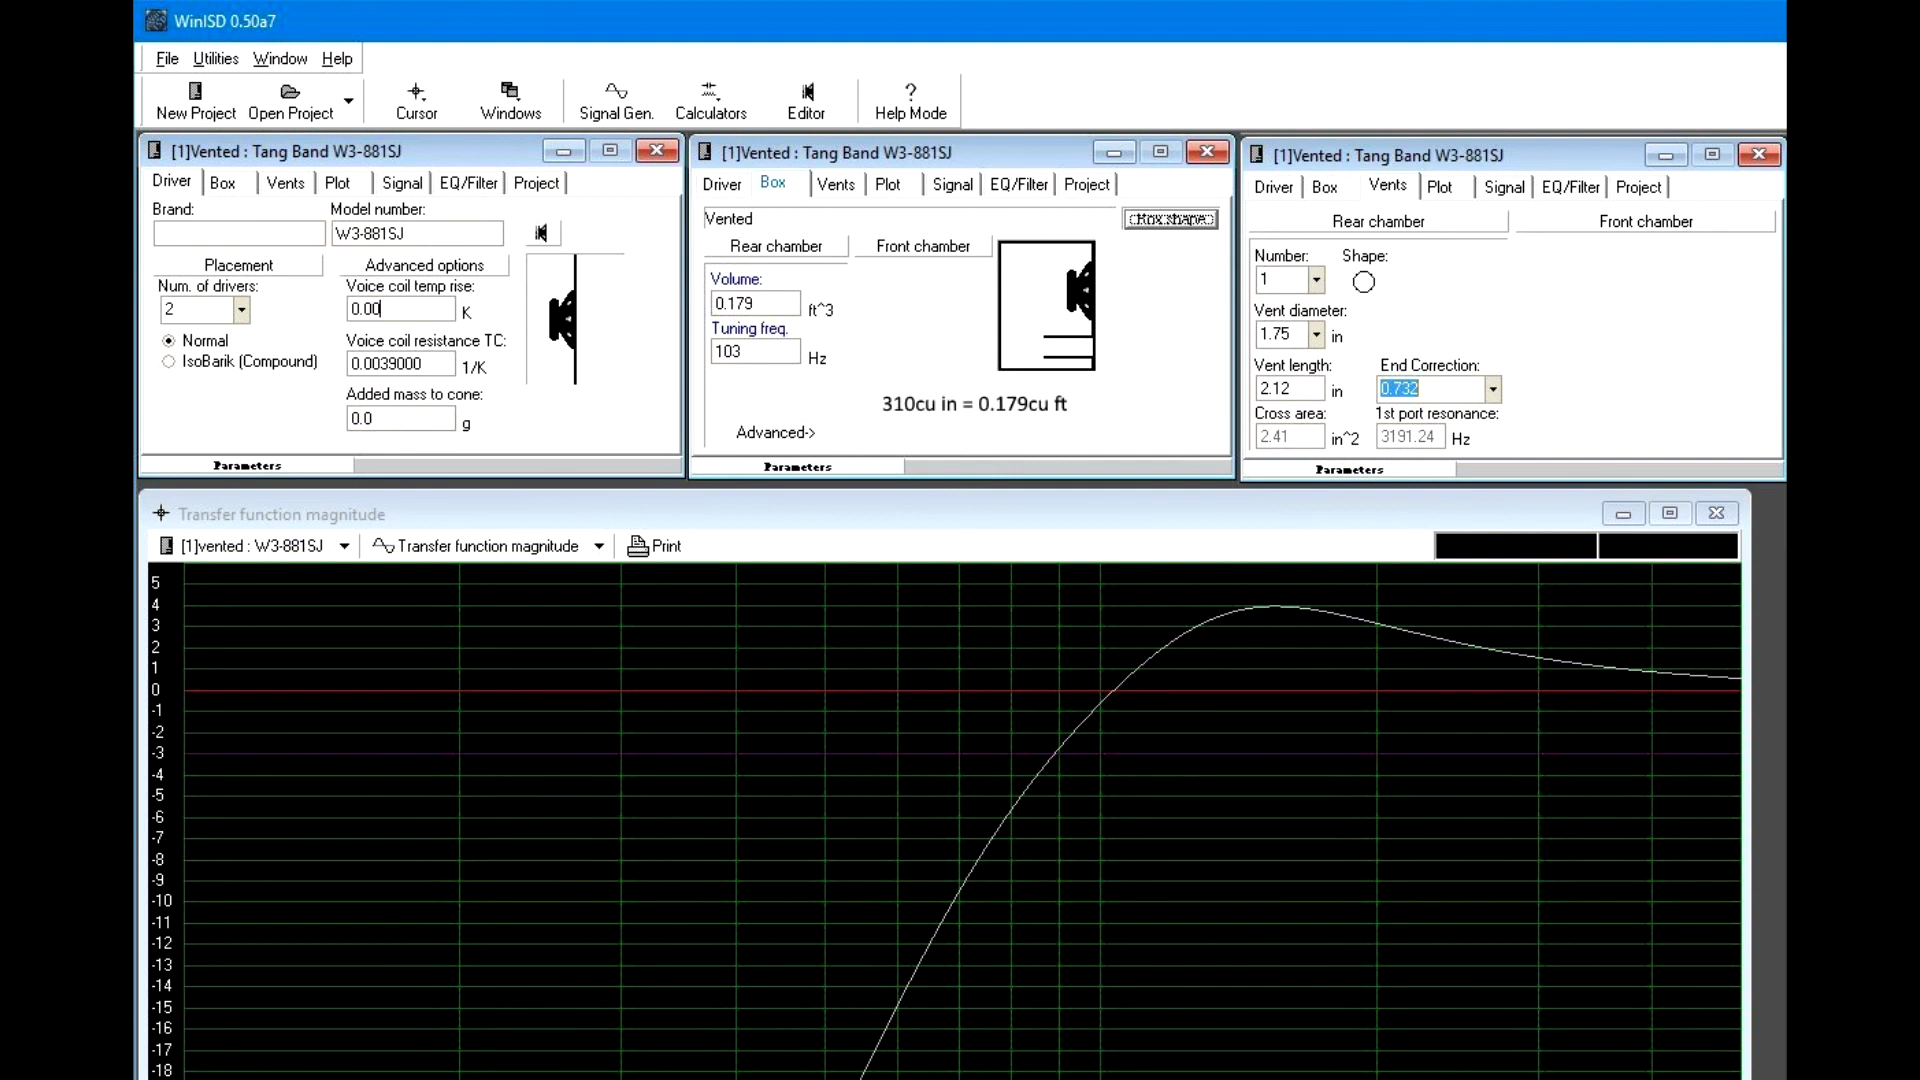 WinISD 0.50a7
File Utilities Window Help
New Project Open Project Cursor Windows Signal Gen. Calculators Editor Help Mode
[1]Vented : Tang Band W3-881SJ
Driver Box Vents Plot Signal EQ/Filter Project
Brand: Model number:
W3-881SJ
Placement Advanced options
Num. of drivers: Voice coil temp rise:
2 0.00 K
Normal Voice coil resistance TC:
IsoBarik (Compound) 0.0039000 1/K
Added mass to cone:
0.0 g
Parameters
[1]Vented : Tang Band W3-881SJ
Driver Box Vents Plot Signal EQ/Filter Project
Vented Box shape
Rear chamber Front chamber
Volume:
0.179 ft^3
Tuning freq.
103 Hz
310cu in = 0.179cu ft
Advanced->
Parameters
[1]Vented : Tang Band W3-881SJ
Driver Box Vents Plot Signal EQ/Filter Project
Rear chamber Front chamber
Number: Shape:
1
Vent diameter:
1.75 in
Vent length: End Correction:
2.12 in 0.732
Cross area: 1st port resonance:
2.41 in^2 3191.24 Hz
Parameters
Transfer function magnitude
[1]vented : W3-881SJ Transfer function magnitude Print
5
4
3
2
1
0
-1
-2
-3
-4
-5
-6
-7
-8
-9
-10
-11
-12
-13
-14
-15
-16
-17
-18